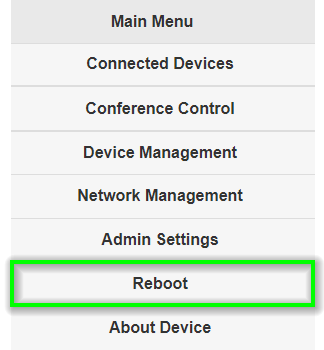 Main Menu
Connected Devices
Conference Control
Device Management
Network Management
Admin Settings
Reboot
About Device